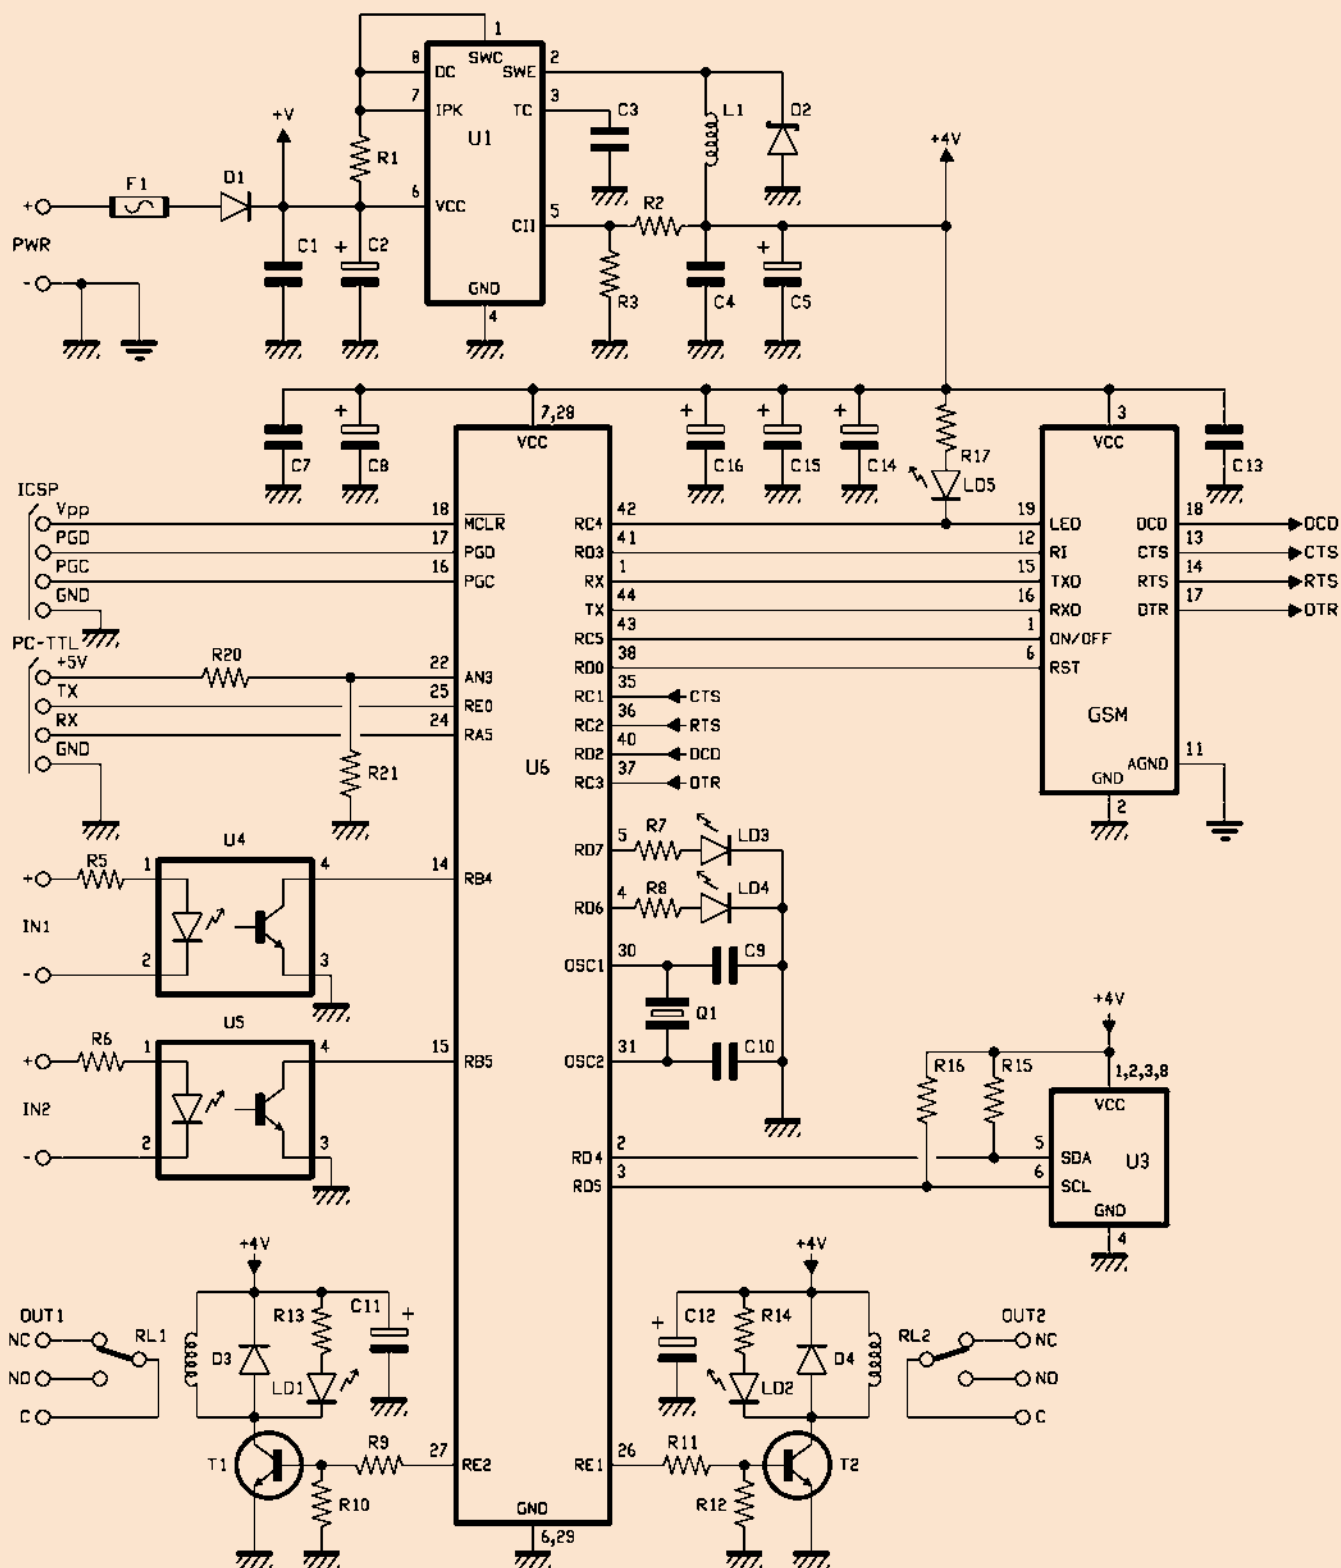 1
8 DC SWC SWE 2
7 IPK TC 3 C3 L1 D2
+V U1 +4V
R1
F1 D1 6 VCC R2
+ CII 5
PWR C1 + C2 + C5
- GND R3 C4
4
7,28 3
+ VCC + + + R17 VCC
C7 C8 C16 C15 C14 LD5 C13
ICSP
Vpp 18 MCLR RC4 42 19 LED DCD 18 DCD
PGD 17 PGD RD3 41 12 RI CTS 13 CTS
PGC 16 PGC RX 1 15 TXD RTS 14 RTS
GND TX 44 16 RXD DTR 17 DTR
PC-TTL RC5 43 1 ON/OFF
+5V R20 22 AN3 RD0 38 6 RST
TX 25 RE0 RC1 35 CTS
RX 24 RA5 RC2 36 RTS GSM
GND U6 RD2 40 DCD AGND 11
R21 RC3 37 DTR GND
2
U4 RD7 5 R7 LD3
+ R5 1 4 14 RB4
IN1 RD6 4 R8 LD4
- 2 3 OSC1 30 C9
U5 Q1 +4V
+ R6 1 4 15 RB5 OSC2 31 C10
R16 R15 1,2,3,8
IN2 VCC
- 2 3 RD4 2 5 SDA U3
RD5 3 6 SCL
GND
4
+4V +4V
OUT1 R13 C11 + + C12 R14 OUT2
NC RL1 RL2 NC
D3 LD1 LD2 D4
NO NO
C C
T1 R9 27 RE2 RE1 26 R11 T2
R10 GND R12
6,29